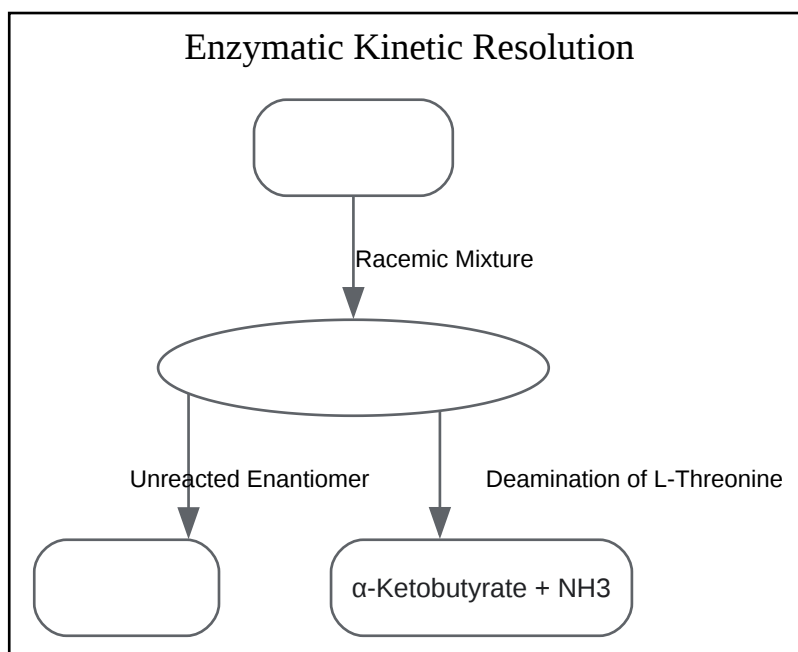 Enzymatic Kinetic Resolution
Racemic Mixture
Unreacted Enantiomer
Deamination of L-Threonine
α-Ketobutyrate + NH3